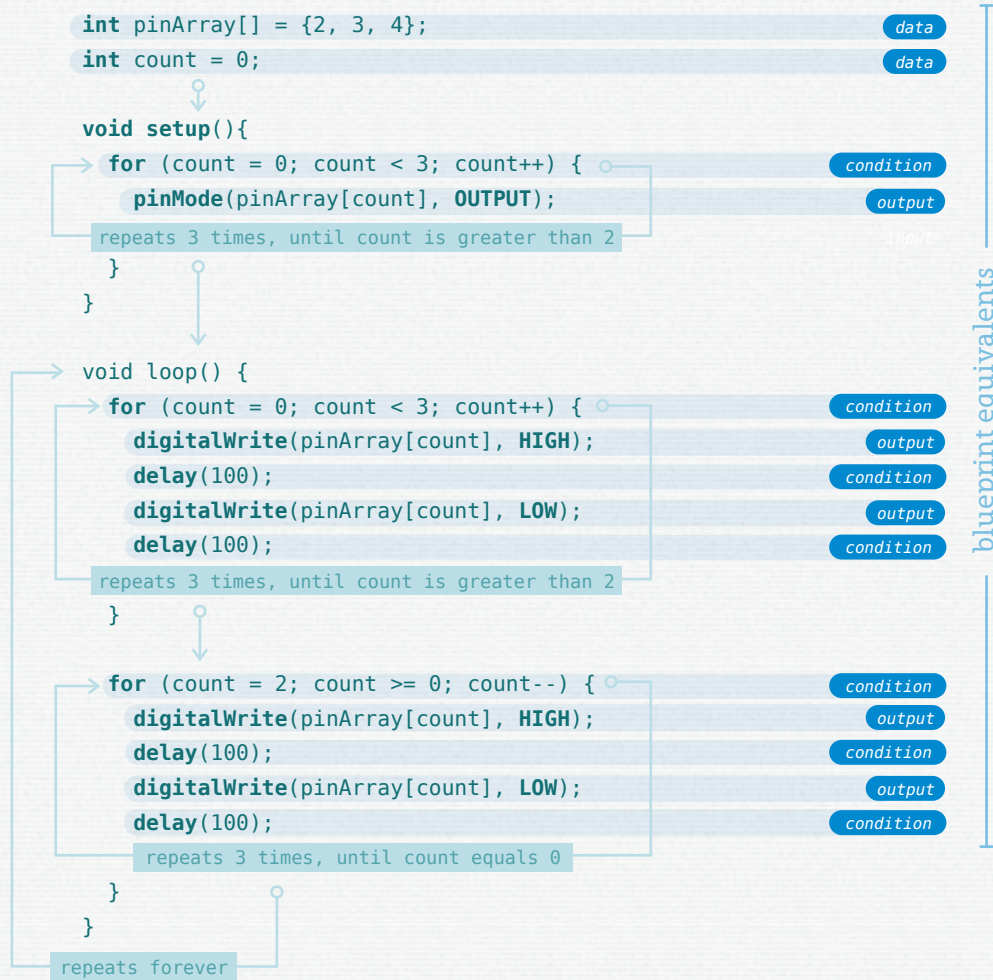 int pinArray[] = {2, 3, 4}; data
int count = 0; data
void setup(){
for (count = 0; count < 3; count++) { condition
pinMode(pinArray[count], OUTPUT); output
repeats 3 times, until count is greater than 2 input
}
}
void loop() {
for (count = 0; count < 3; count++) { condition
digitalWrite(pinArray[count], HIGH); output
delay(100); condition
digitalWrite(pinArray[count], LOW); output
delay(100); condition
repeats 3 times, until count is greater than 2
}
for (count = 2; count >= 0; count--) { condition
digitalWrite(pinArray[count], HIGH); output
delay(100); condition
digitalWrite(pinArray[count], LOW); output
delay(100); condition
repeats 3 times, until count equals 0
}
}
repeats forever
blueprint equivalents